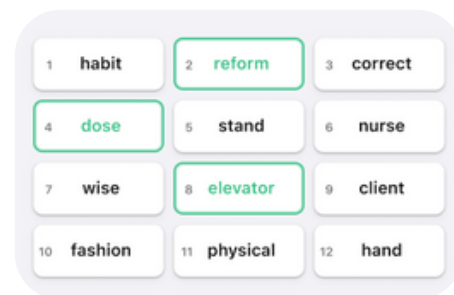 1 habit 2 reform 3 correct
4 dose 5 stand 6 nurse
7 wise 8 elevator 9 client
10 fashion 11 physical 12 hand